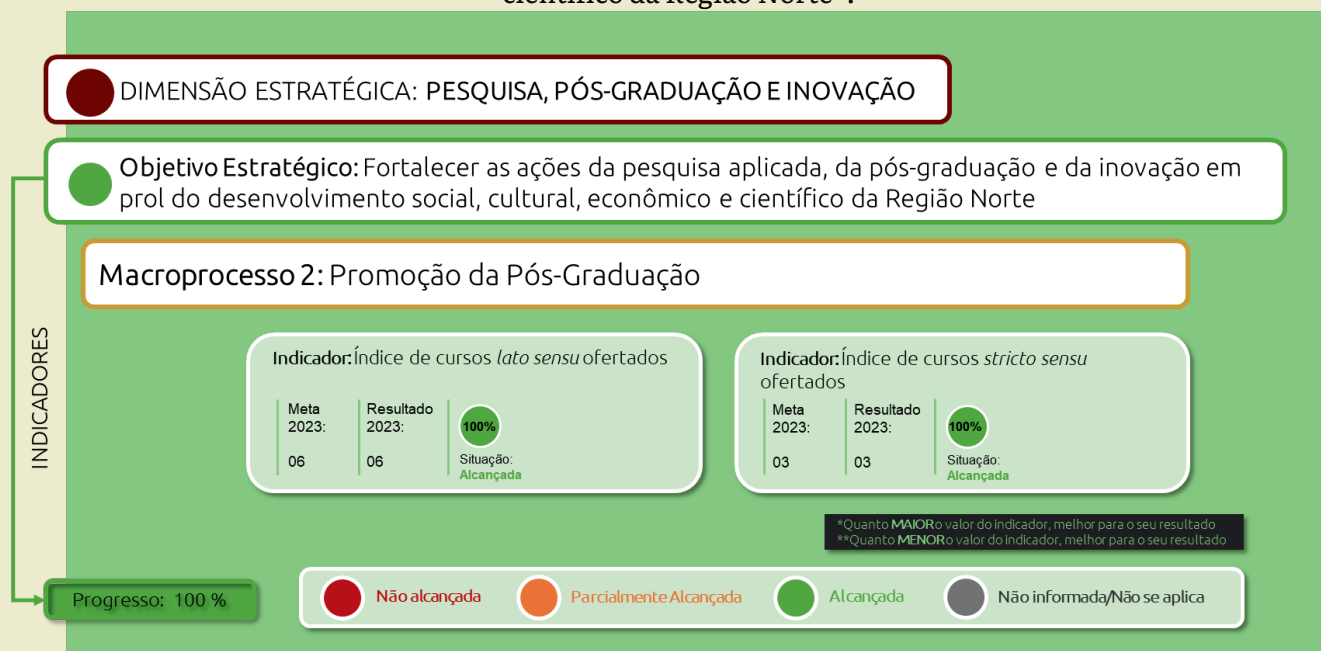 científico da Região Norte".
DIMENSÃO ESTRATÉGICA: PESQUISA, PÓS-GRADUAÇÃO E INOVAÇÃO
Objetivo Estratégico: Fortalecer as ações da pesquisa aplicada, da pós-graduação e da inovação em
prol do desenvolvimento social, cultural, econômico e científico da Região Norte
Macroprocesso 2: Promoção da Pós-Graduação
INDICADORES
Indicador: Índice de cursos lato sensu ofertados
Meta
2023:
06
Resultado
2023:
06
100%
Situação:
Alcançada
Indicador: Índice de cursos stricto sensu
ofertados
Meta
2023:
03
Resultado
2023:
03
100%
Situação:
Alcançada
*Quanto MAIOR o valor do indicador, melhor para o seu resultado
**Quanto MENOR o valor do indicador, melhor para o seu resultado
Progresso: 100 %
Não alcançada
Parcialmente Alcançada
Alcançada
Não informada/Não se aplica